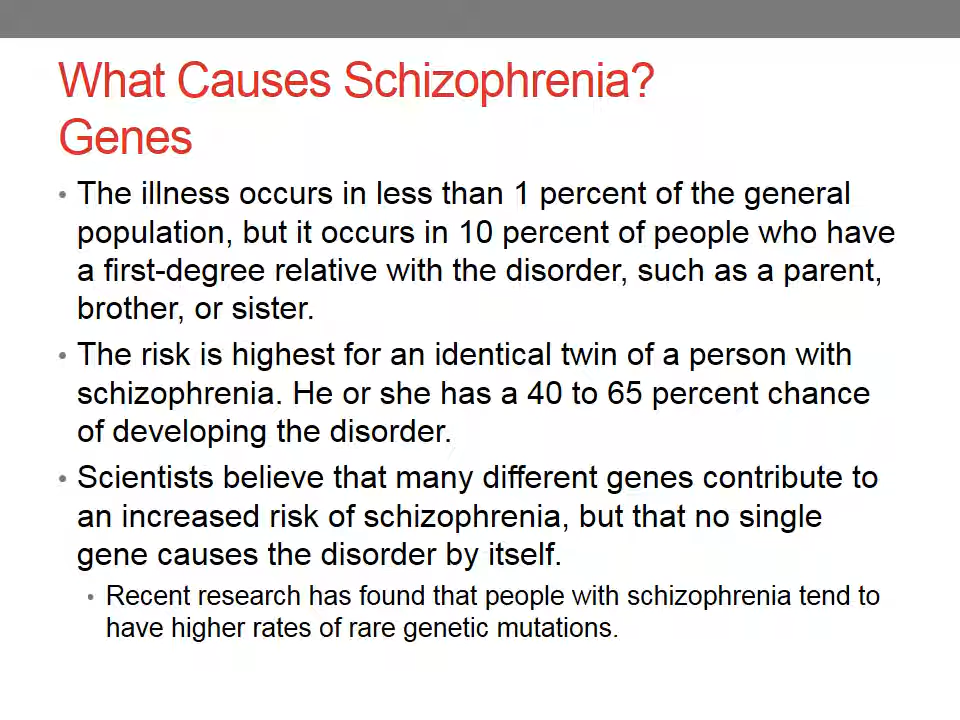 What Causes Schizophrenia?
Genes
• The illness occurs in less than 1 percent of the general
population, but it occurs in 10 percent of people who have
a first-degree relative with the disorder, such as a parent,
brother, or sister.
• The risk is highest for an identical twin of a person with
schizophrenia. He or she has a 40 to 65 percent chance
of developing the disorder.
• Scientists believe that many different genes contribute to
an increased risk of schizophrenia, but that no single
gene causes the disorder by itself.
• Recent research has found that people with schizophrenia tend to
have higher rates of rare genetic mutations.